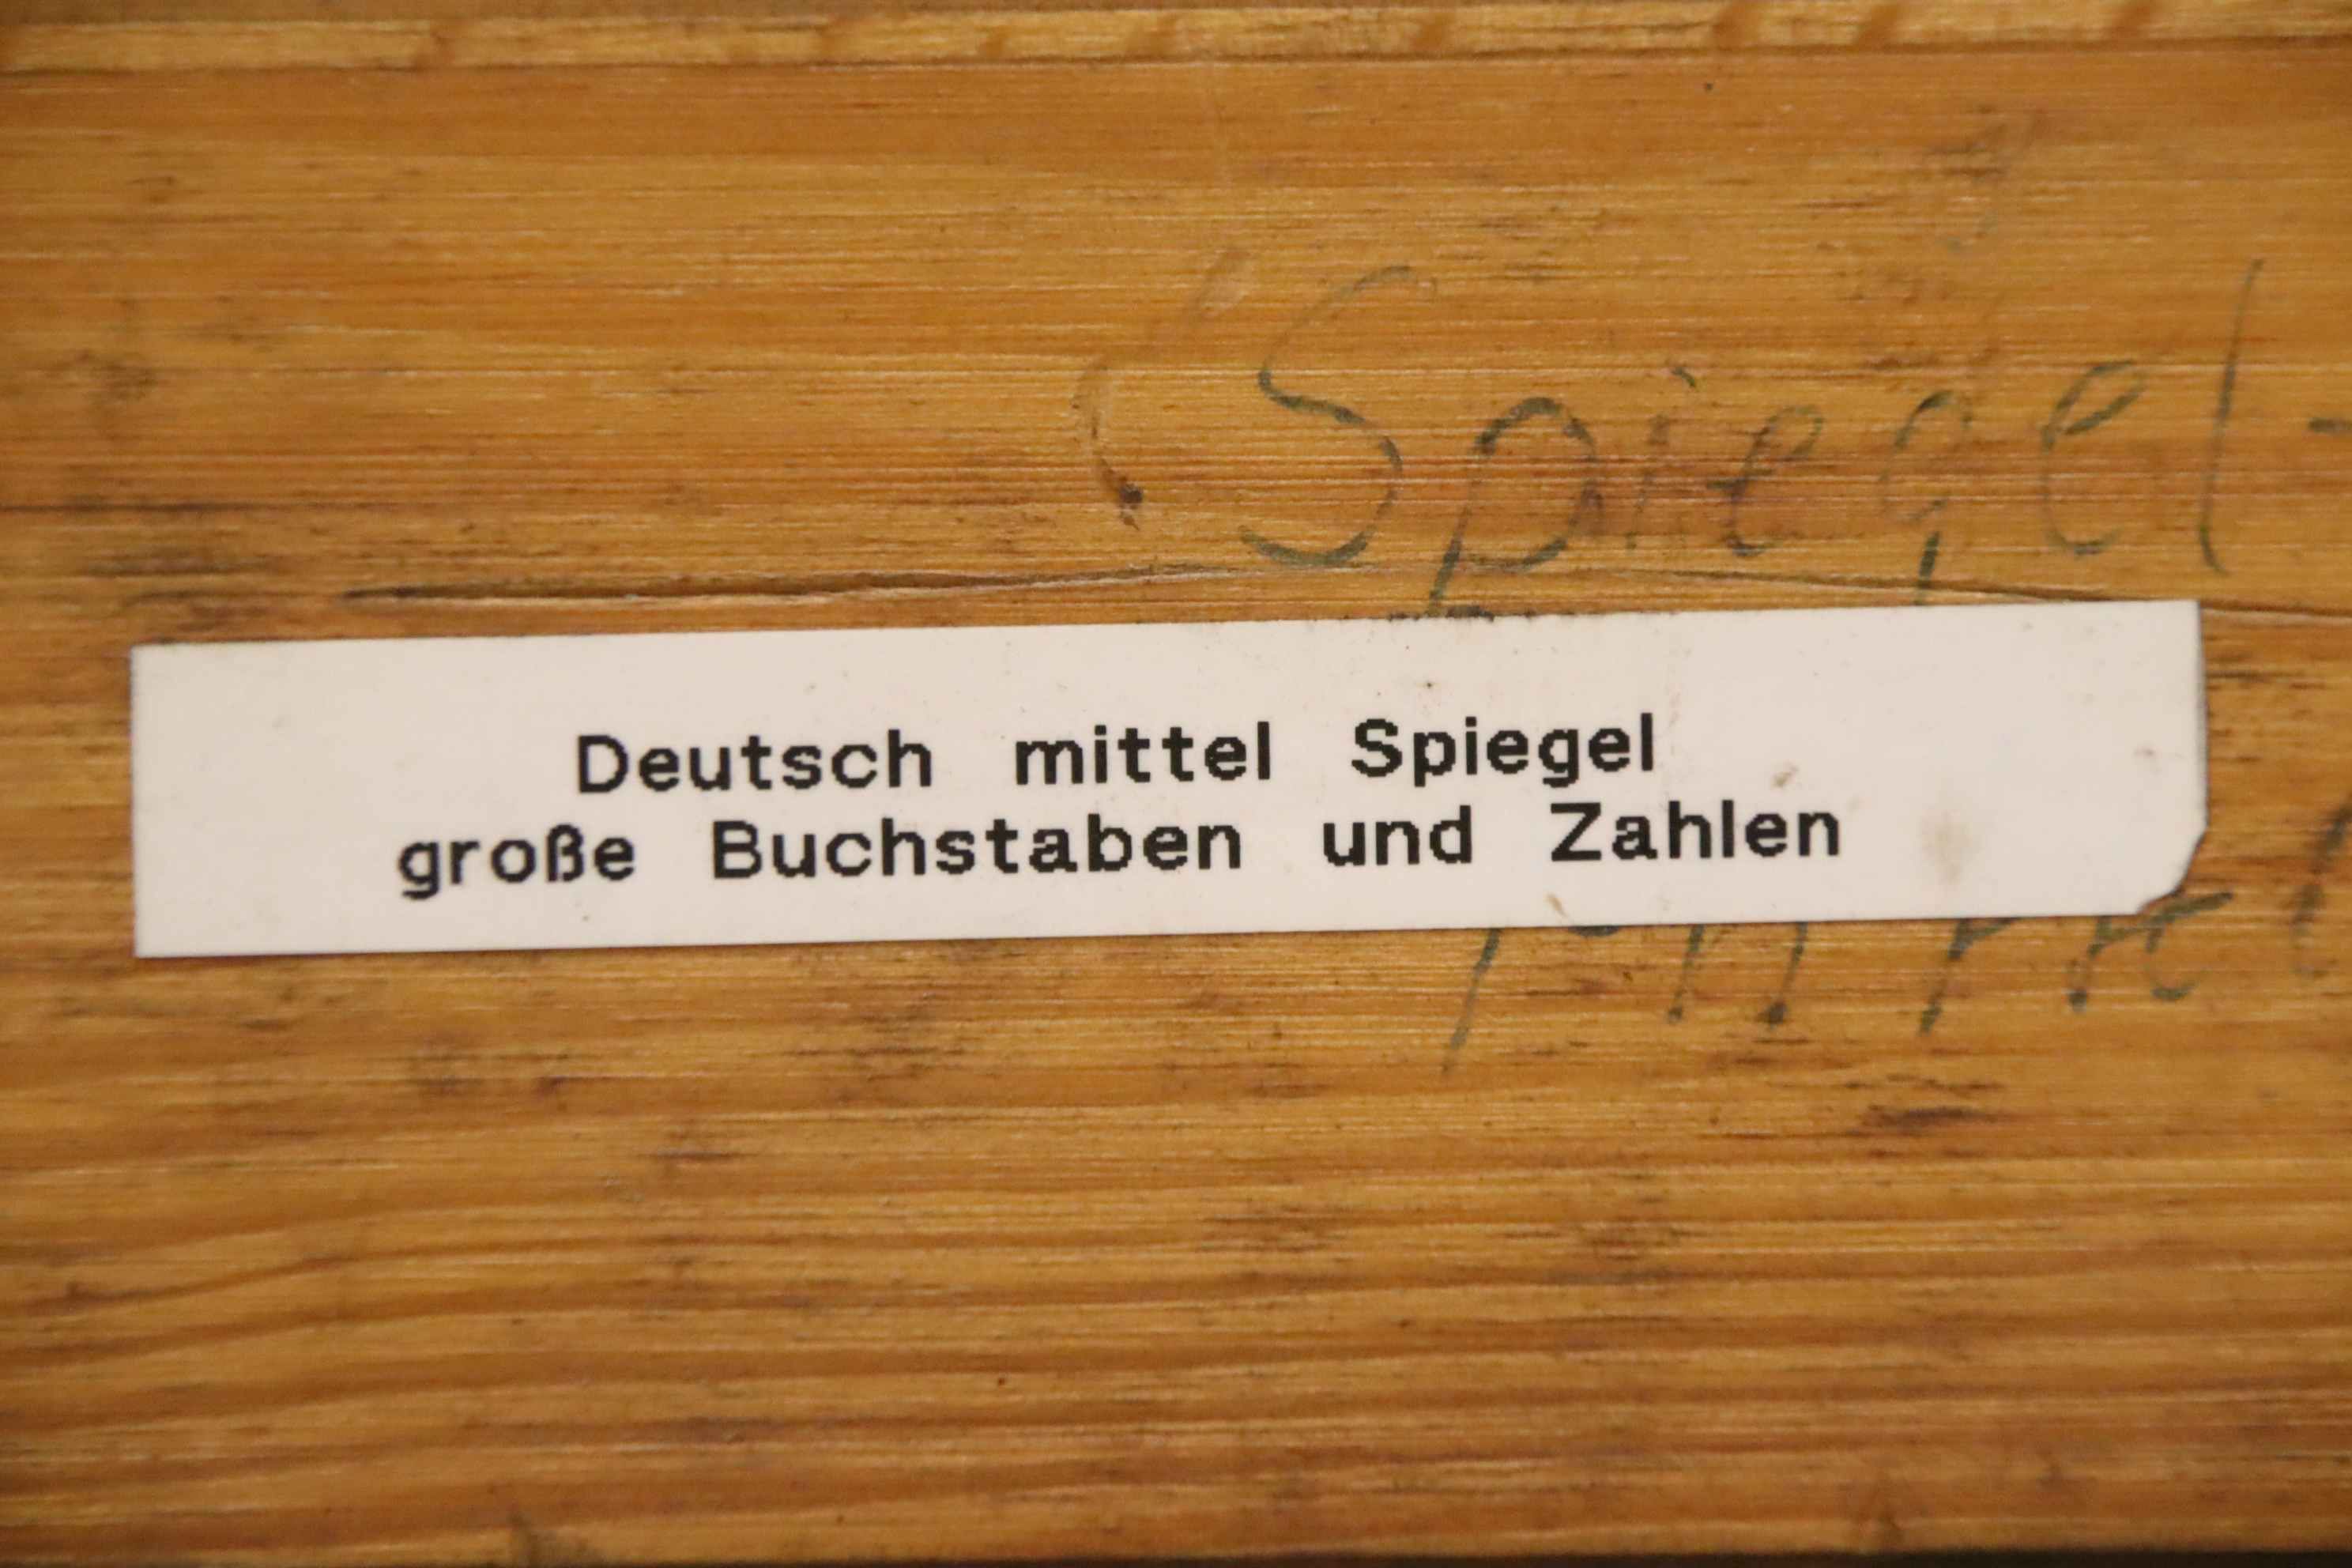 Spiegel-
Deutsch mittel Spiegel
große Buchstaben und Zahlen